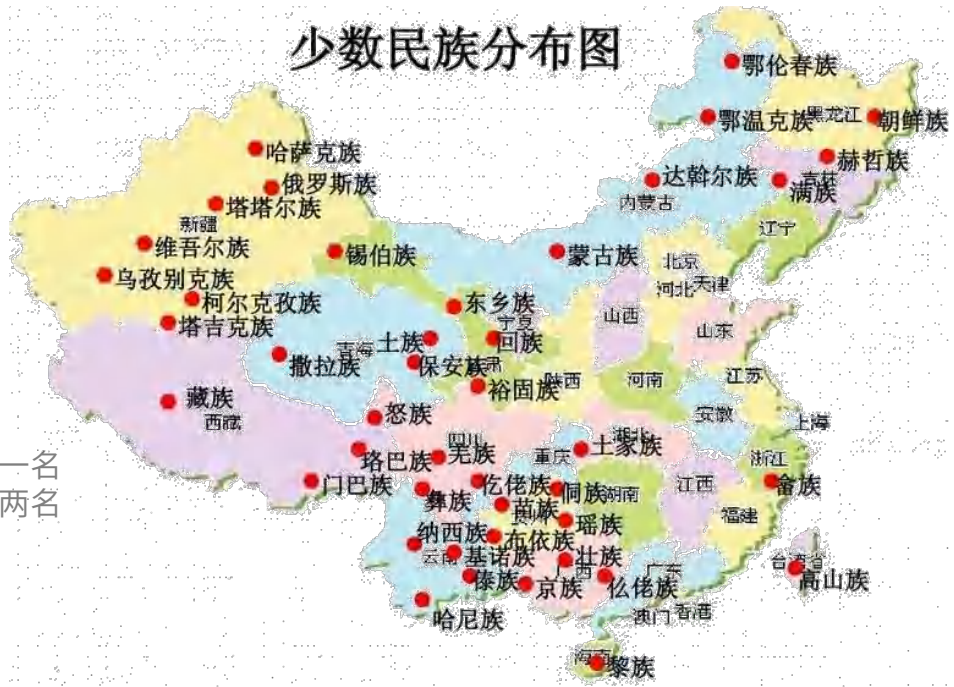 少数民族分布图
鄂伦春族
鄂温克族
黑龙江
朝鲜族
哈萨克族
赫哲族
俄罗斯族
达斡尔族
吉林
满族
塔塔尔族
内蒙古
新疆
辽宁
维吾尔族
锡伯族
蒙古族
北京
乌孜别克族
河北
天津
柯尔克孜族
东乡族
塔吉克族
宁夏
山西
山东
土族
回族
青海
撒拉族
保安族
肃
裕固族
陕西
河南
江苏
藏族
西藏
怒族
安徽
上海
四川
湖北
土家族
一名
珞巴族
羌族
重庆
浙江
门巴族
仡佬族
侗族
湖南
江西
畲族
两名
彝族
苗族
贵州
瑶族
福建
纳西族
布依族
云南
基诺族
壮族
广西
广东
台湾省
傣族
京族
仫佬族
高山族
哈尼族
澳门
香港
海南
黎族